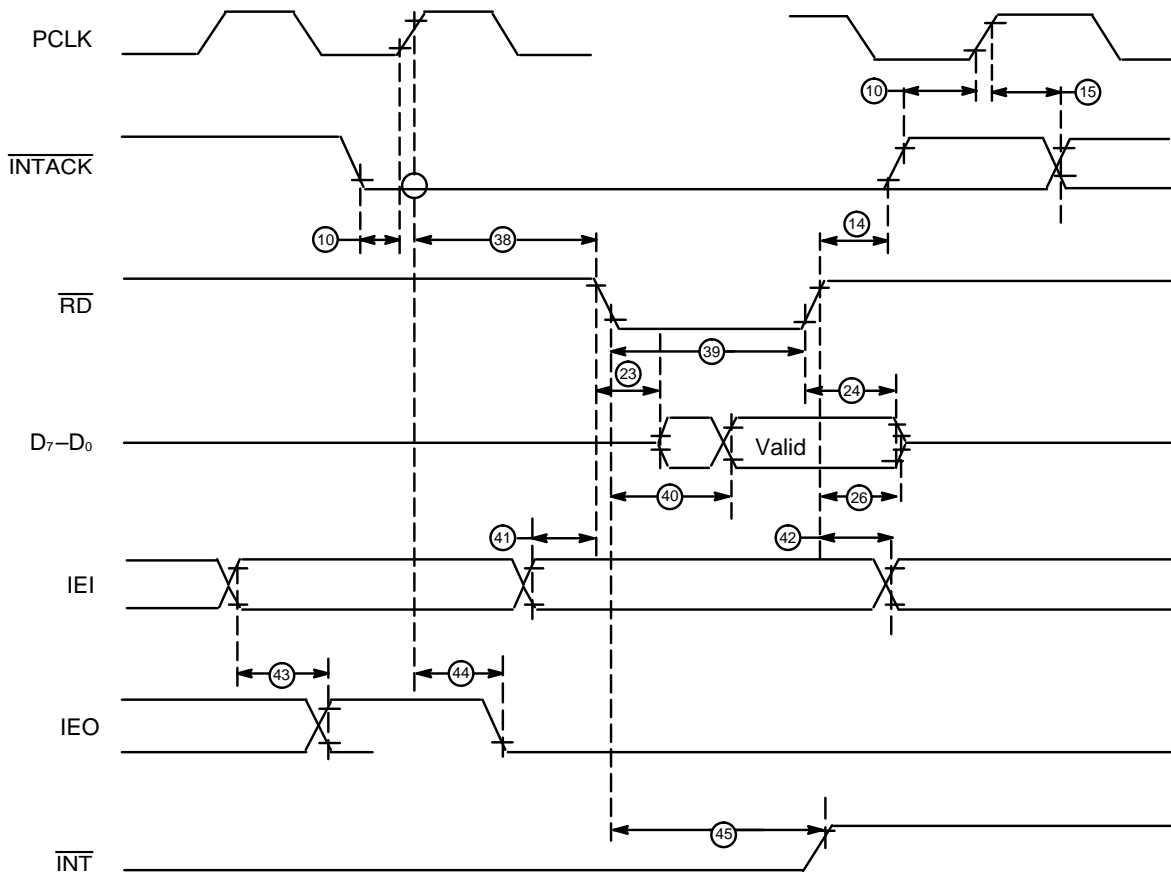 PCLK
10
15
INTACK
14
10
38
RD
39
23
24
D₇–D₀
Valid
40
26
41
42
IEI
43
44
IEO
45
INT